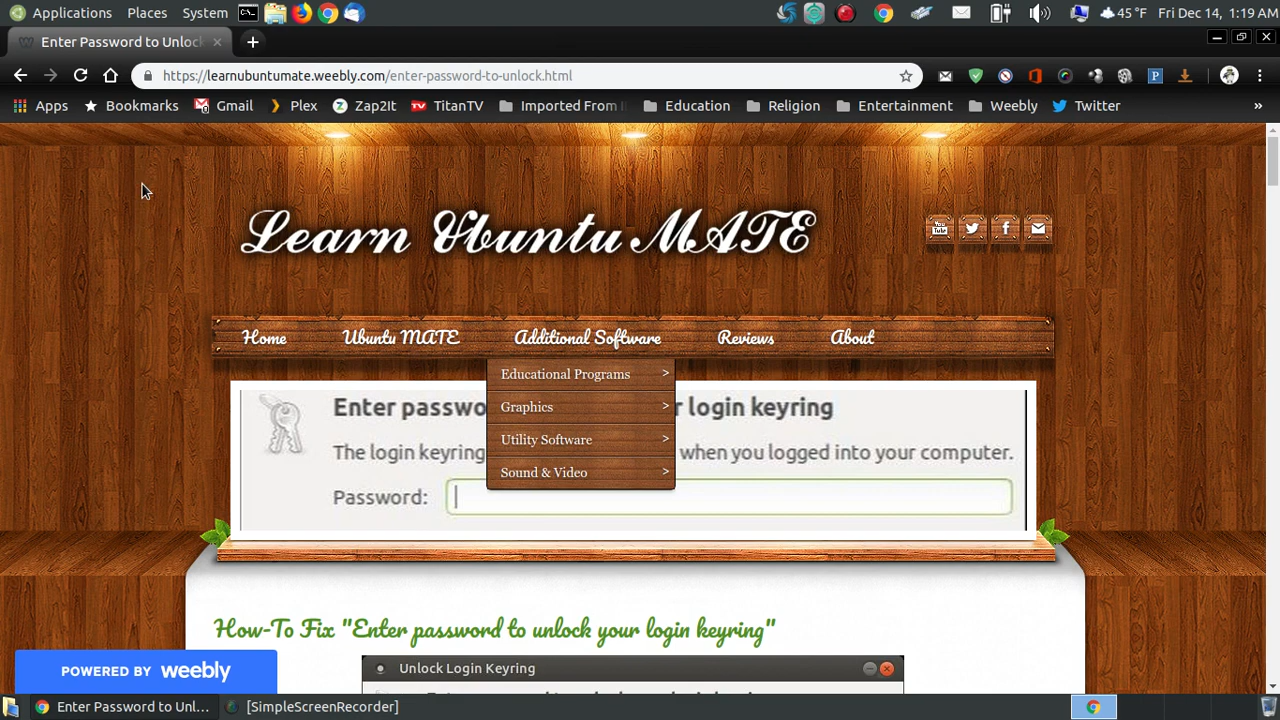 Applications Places System 45 °F Fri Dec 14, 1:19 AM
Enter Password to Unlock
https://learnubuntumate.weebly.com/enter-password-to-unlock.html
Apps Bookmarks Gmail Plex Zap2It TitanTV Imported From Education Religion Entertainment Weebly Twitter »
Learn Ubuntu MATE
You Tube
Home Ubuntu MATE Additional Software Reviews About
Educational Programs >
Graphics >
Utility Software >
Sound & Video >
Enter passwo r login keyring
The login keyring when you logged into your computer.
Password:
How-To Fix "Enter password to unlock your login keyring"
Unlock Login Keyring
POWERED BY weebly
Enter Password to Unl... [SimpleScreenRecorder]